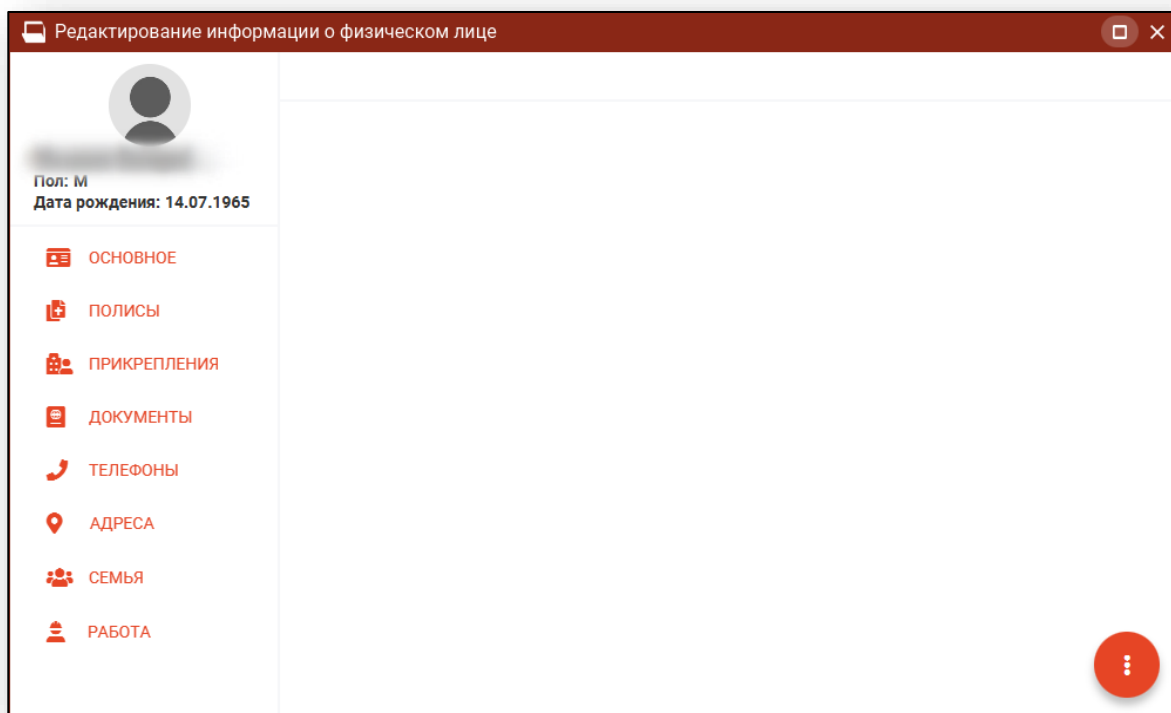 Редактирование информации о физическом лице
Пол: М
Дата рождения: 14.07.1965
ОСНОВНОЕ
ПОЛИСЫ
ПРИКРЕПЛЕНИЯ
ДОКУМЕНТЫ
ТЕЛЕФОНЫ
АДРЕСА
СЕМЬЯ
РАБОТА